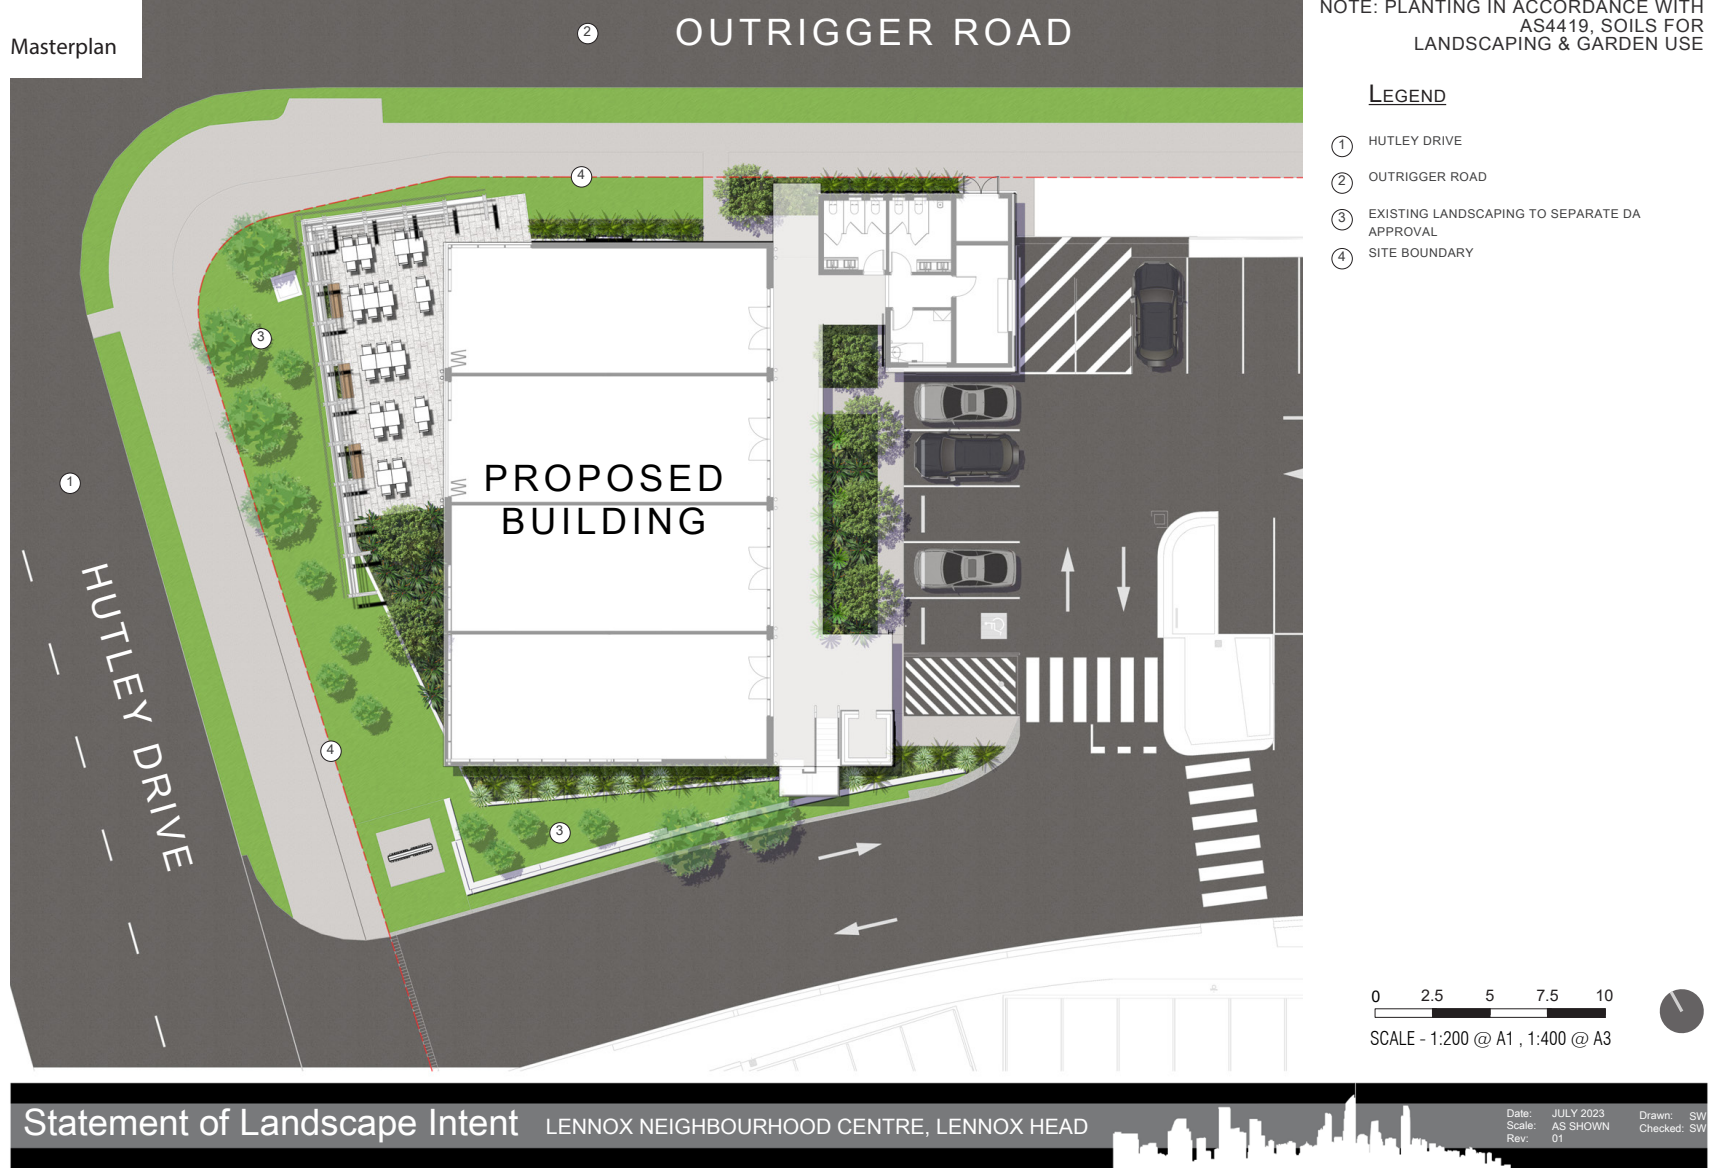 Masterplan
2
OUTRIGGER ROAD
NOTE: PLANTING IN ACCORDANCE WITH
AS4419, SOILS FOR
LANDSCAPING & GARDEN USE
LEGEND
1 HUTLEY DRIVE
2 OUTRIGGER ROAD
3 EXISTING LANDSCAPING TO SEPARATE DA
APPROVAL
4 SITE BOUNDARY
4
3
1
PROPOSED
BUILDING
HUTLEY DRIVE
4
3
0 2.5 5 7.5 10
SCALE - 1:200 @ A1 , 1:400 @ A3
Statement of Landscape Intent LENNOX NEIGHBOURHOOD CENTRE, LENNOX HEAD
Date: JULY 2023 Drawn: SW
Scale: AS SHOWN Checked: SW
Rev: 01